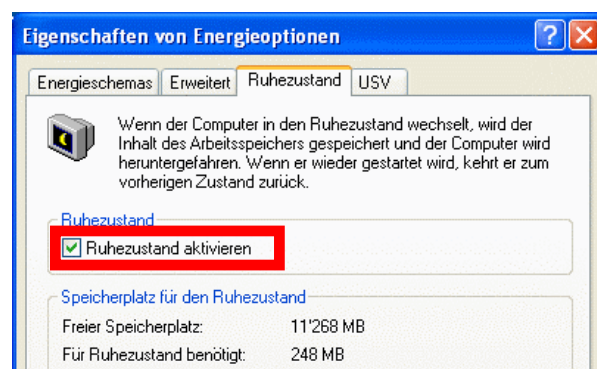 Eigenschaften von Energieoptionen
Energieschemas Erweitert Ruhezustand USV
Wenn der Computer in den Ruhezustand wechselt, wird der
Inhalt des Arbeitsspeichers gespeichert und der Computer wird
heruntergefahren. Wenn er wieder gestartet wird, kehrt er zum
vorherigen Zustand zurück.
Ruhezustand
Ruhezustand aktivieren
Speicherplatz für den Ruhezustand
Freier Speicherplatz: 11'268 MB
Für Ruhezustand benötigt: 248 MB